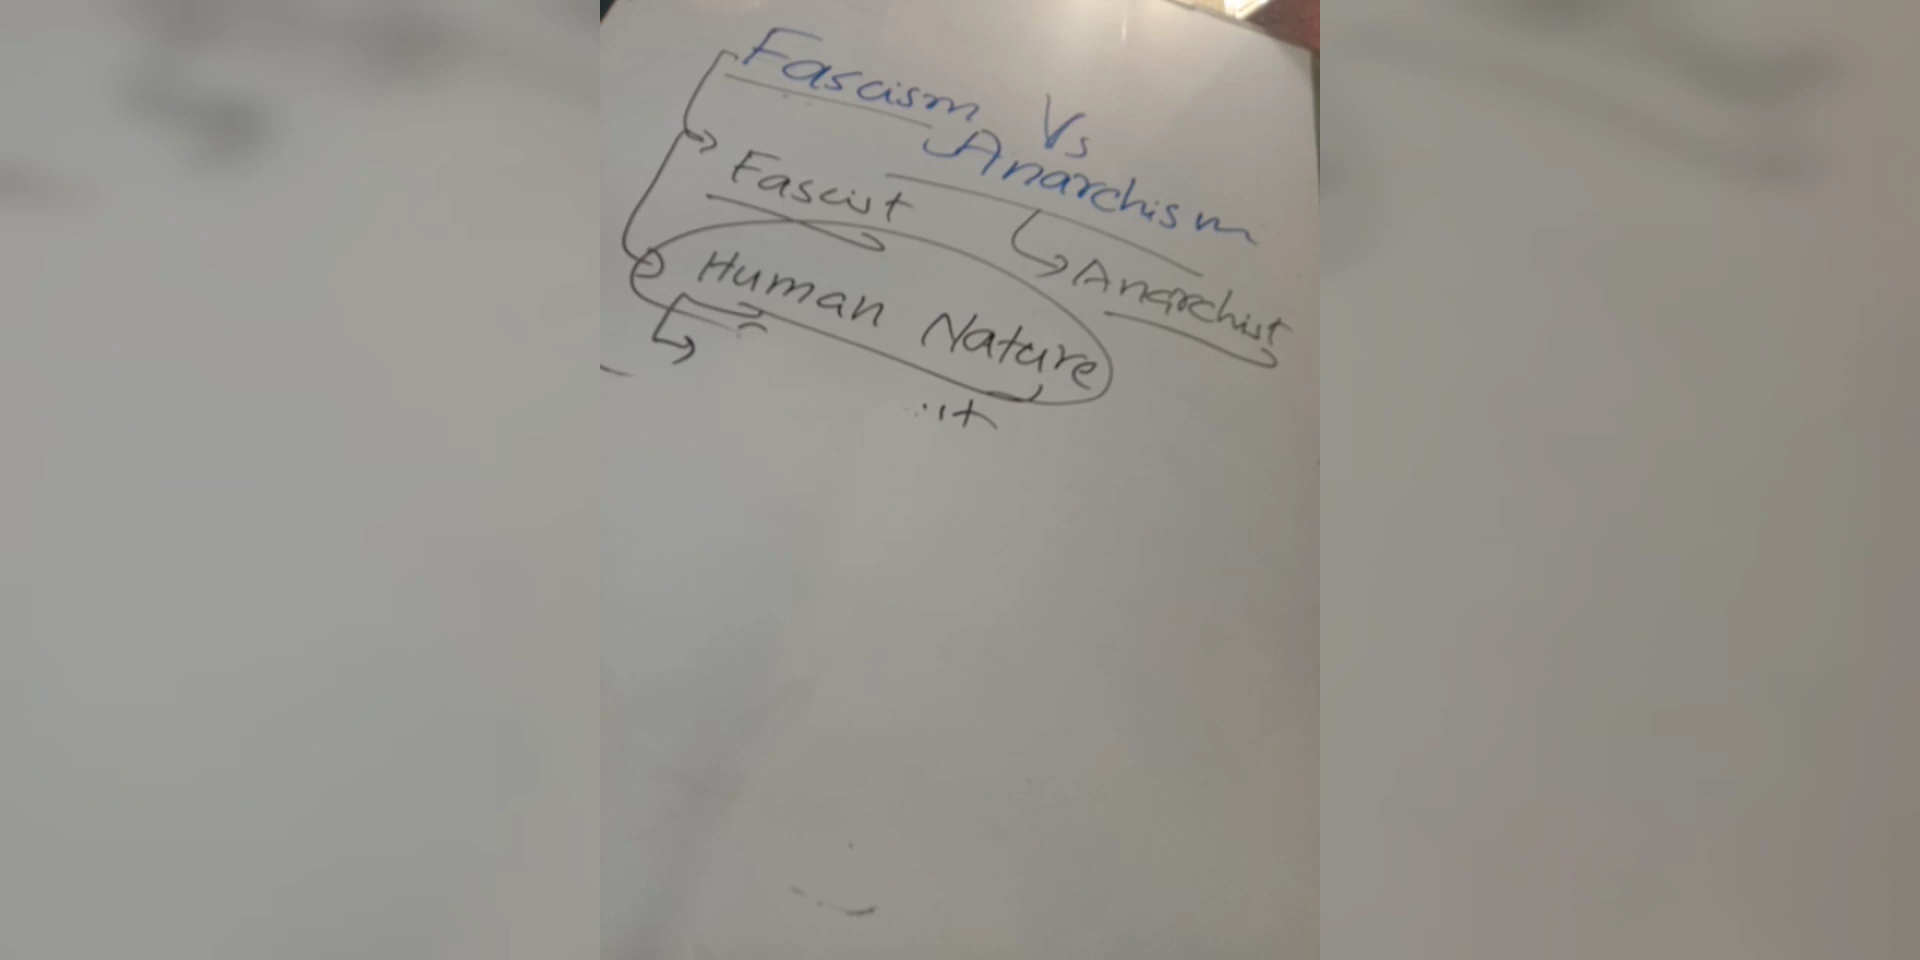 Fascism Vs
Anarchism
Fascist
Anarchist
Human Nature